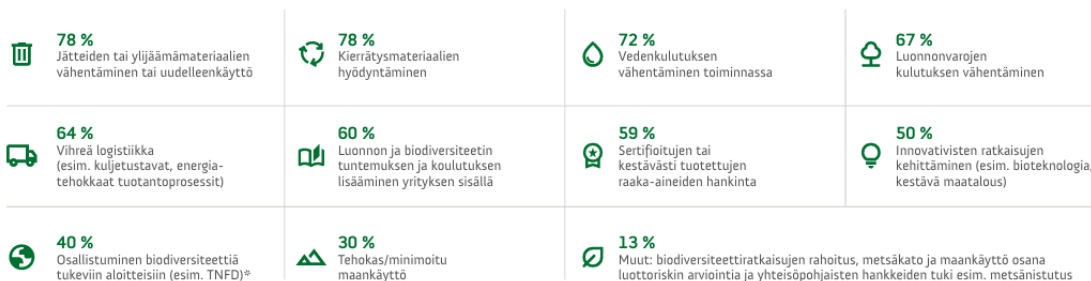 78 %
Jätteiden tai ylijäämämateriaalien
vähentäminen tai uudelleenkäyttö
78 %
Kierrätysmateriaalien
hyödyntäminen
72 %
Vedenkulutuksen
vähentäminen toiminnassa
67 %
Luonnonvarojen
kulutuksen vähentäminen
64 %
Vihreä logistiikka
(esim. kuljetustavat, energia-
tehokkaat tuotantoprosessit)
60 %
Luonnon ja biodiversiteetin
tuntemuksen ja koulutuksen
lisääminen yrityksen sisällä
59 %
Sertifioitujen tai
kestävästi tuotettujen
raaka-aineiden hankinta
50 %
Innovativisten ratkaisujen
kehittäminen (esim. bioteknologia,
kestävä maatalous)
40 %
Osallistuminen biodiversiteettiä
tukeviin aloitteisiin (esim. TNFD)*
30 %
Tehokas/minimoitu
maankäyttö
13 %
Muut: biodiversiteettiratkaisujen rahoitus, metsäkato ja maankäyttö osana
luottoriskin arviointia ja yhteisöpohjaisten hankkeiden tuki esim. metsänistutus